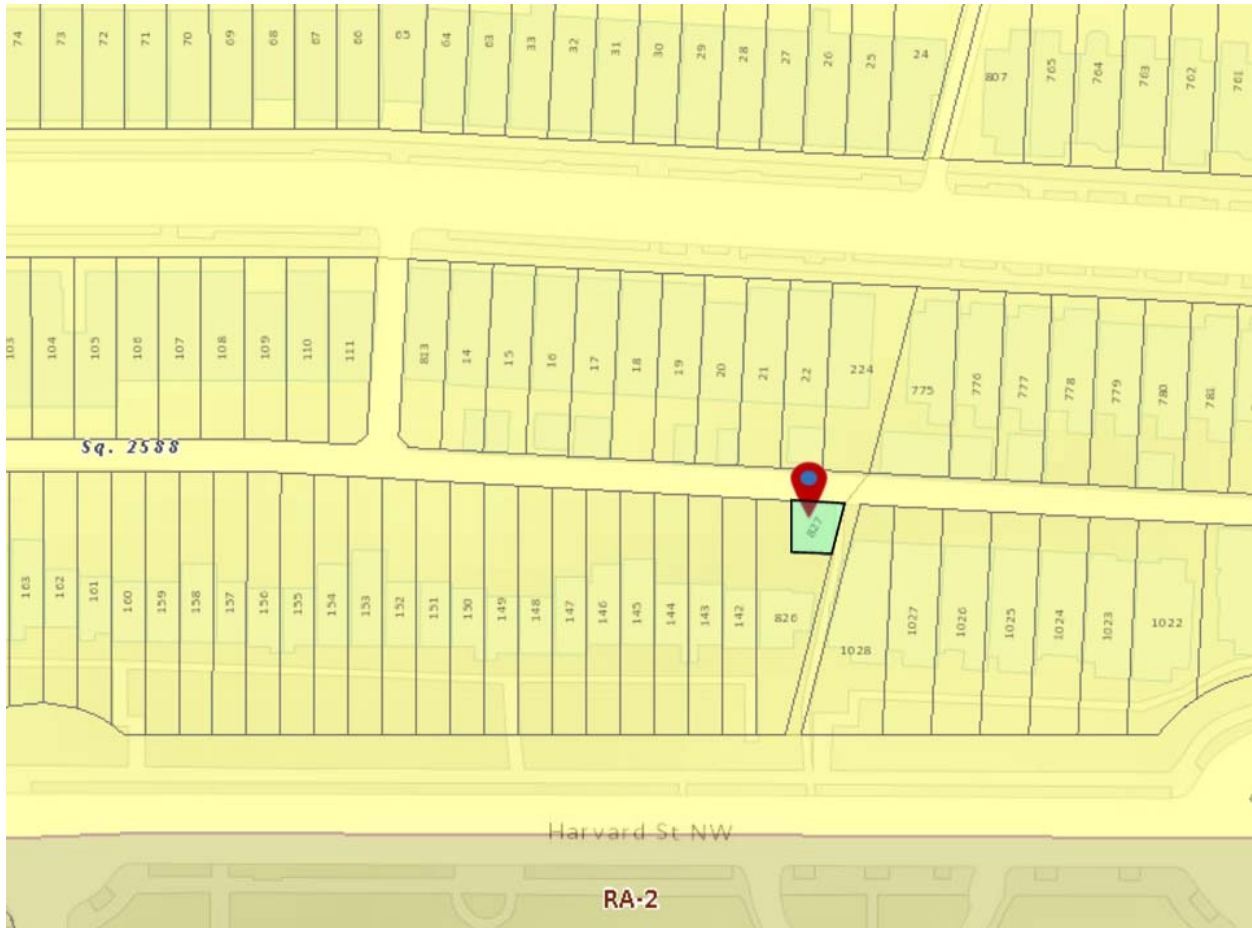 74 73 72 71 70 69 68 67 66 65 64 63 33 32 31 30 29 28 27 26 25 24 807 765 764 763 762 761
103 104 105 106 107 108 109 110 111 813 14 15 16 17 18 19 20 21 22 224 775 776 777 778 779 780 781
Sq. 2588
827
163 162 161 160 159 158 157 156 155 154 153 152 151 150 149 148 147 146 145 144 143 142 826 1028 1027 1026 1025 1024 1023 1022
Harvard St NW
RA-2